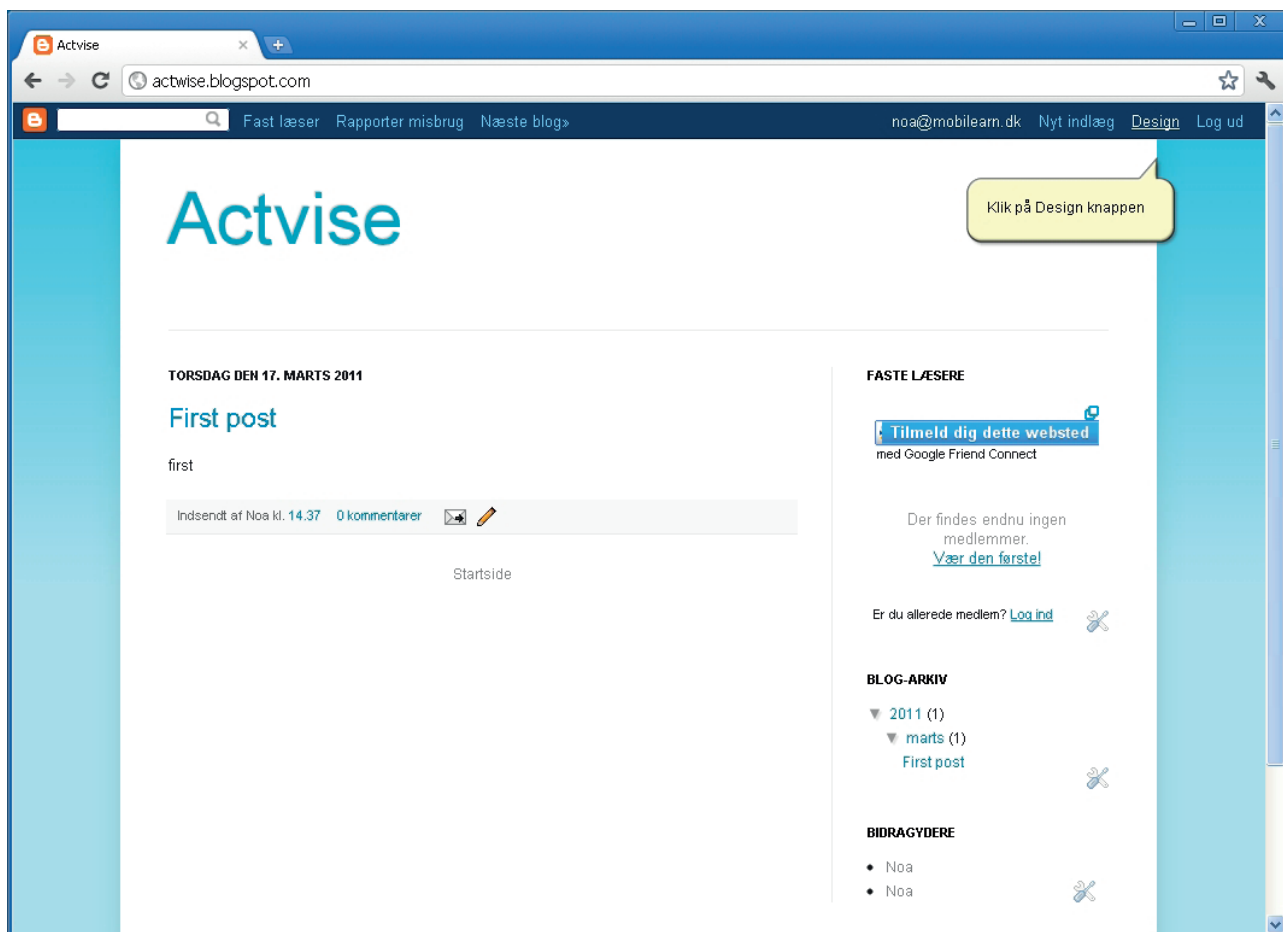 Actvise
actwise.blogspot.com
Fast læser Rapporter misbrug Næste blog» noa@mobilearn.dk Nyt indlæg Design Log ud
Klik på Design knappen
Actvise
TORSDAG DEN 17. MARTS 2011
First post
first
Indsendt af Noa kl. 14.37 0 kommentarer
Startside
FASTE LÆSERE
Tilmeld dig dette websted
med Google Friend Connect
Der findes endnu ingen
medlemmer.
Vær den første!
Er du allerede medlem? Log ind
BLOG-ARKIV
▼ 2011 (1)
▼ marts (1)
First post
BIDRAGYDERE
• Noa
• Noa